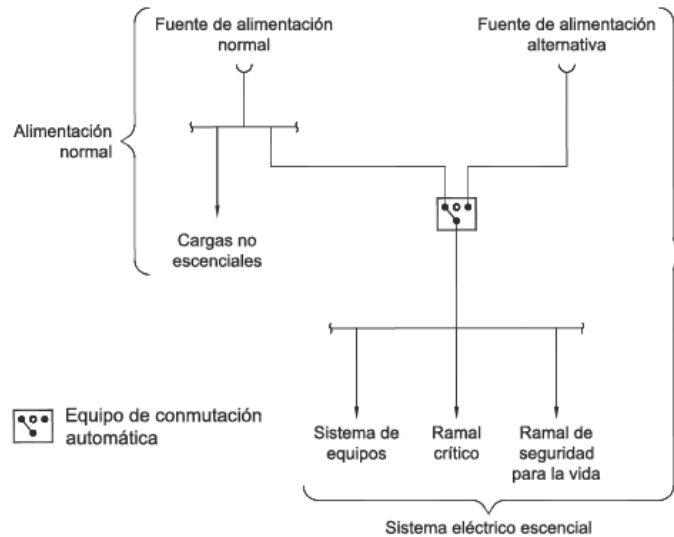 Fuente de alimentación
normal
Fuente de alimentación
alternativa
Alimentación
normal
Cargas no
escenciales
Equipo de conmutación
automática
Sistema de
equipos
Ramal
crítico
Ramal de
seguridad
para la vida
Sistema eléctrico escencial